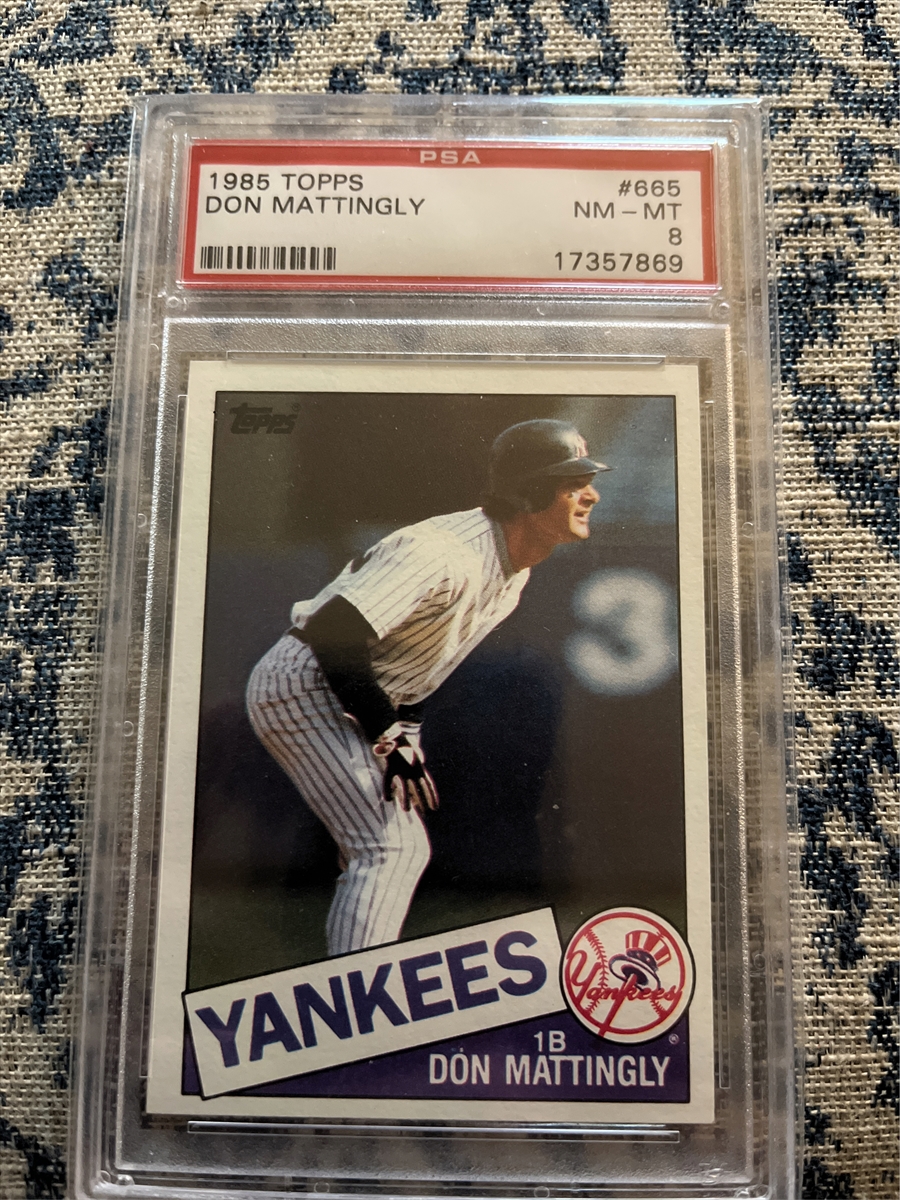 PSA
1985 TOPPS #665
DON MATTINGLY NM - MT
8
17357869
Topps
3
YANKEES
Yankees
®
1B
DON MATTINGLY